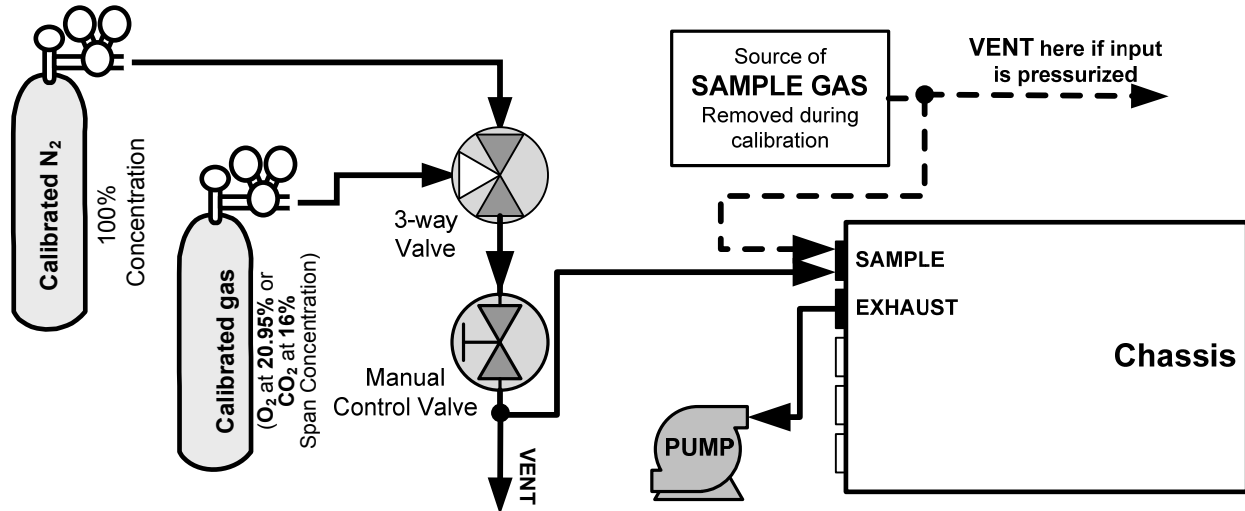 Calibrated N₂
100%
Concentration
Calibrated gas
(O₂ at 20.95% or
CO₂ at 16%
Span Concentration)
3-way
Valve
Manual
Control Valve
VENT
Source of
SAMPLE GAS
Removed during
calibration
VENT here if input
is pressurized
SAMPLE
EXHAUST
Chassis
PUMP